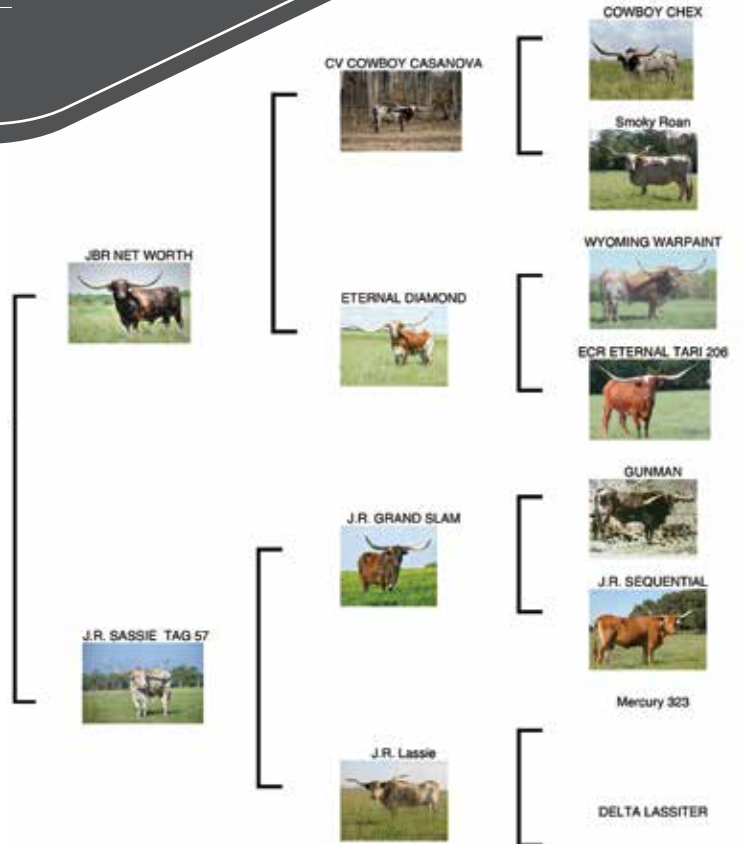 COWBOY CHEX
CV COWBOY CASANOVA
Smoky Roan
JBR NET WORTH
WYOMING WARPAINT
ETERNAL DIAMOND
ECR ETERNAL TARI 206
GUNMAN
J.R. GRAND SLAM
J.R. SEQUENTIAL
J.R. SASSIE TAG 57
Mercury 323
J.R. Lassie
DELTA LASSITER